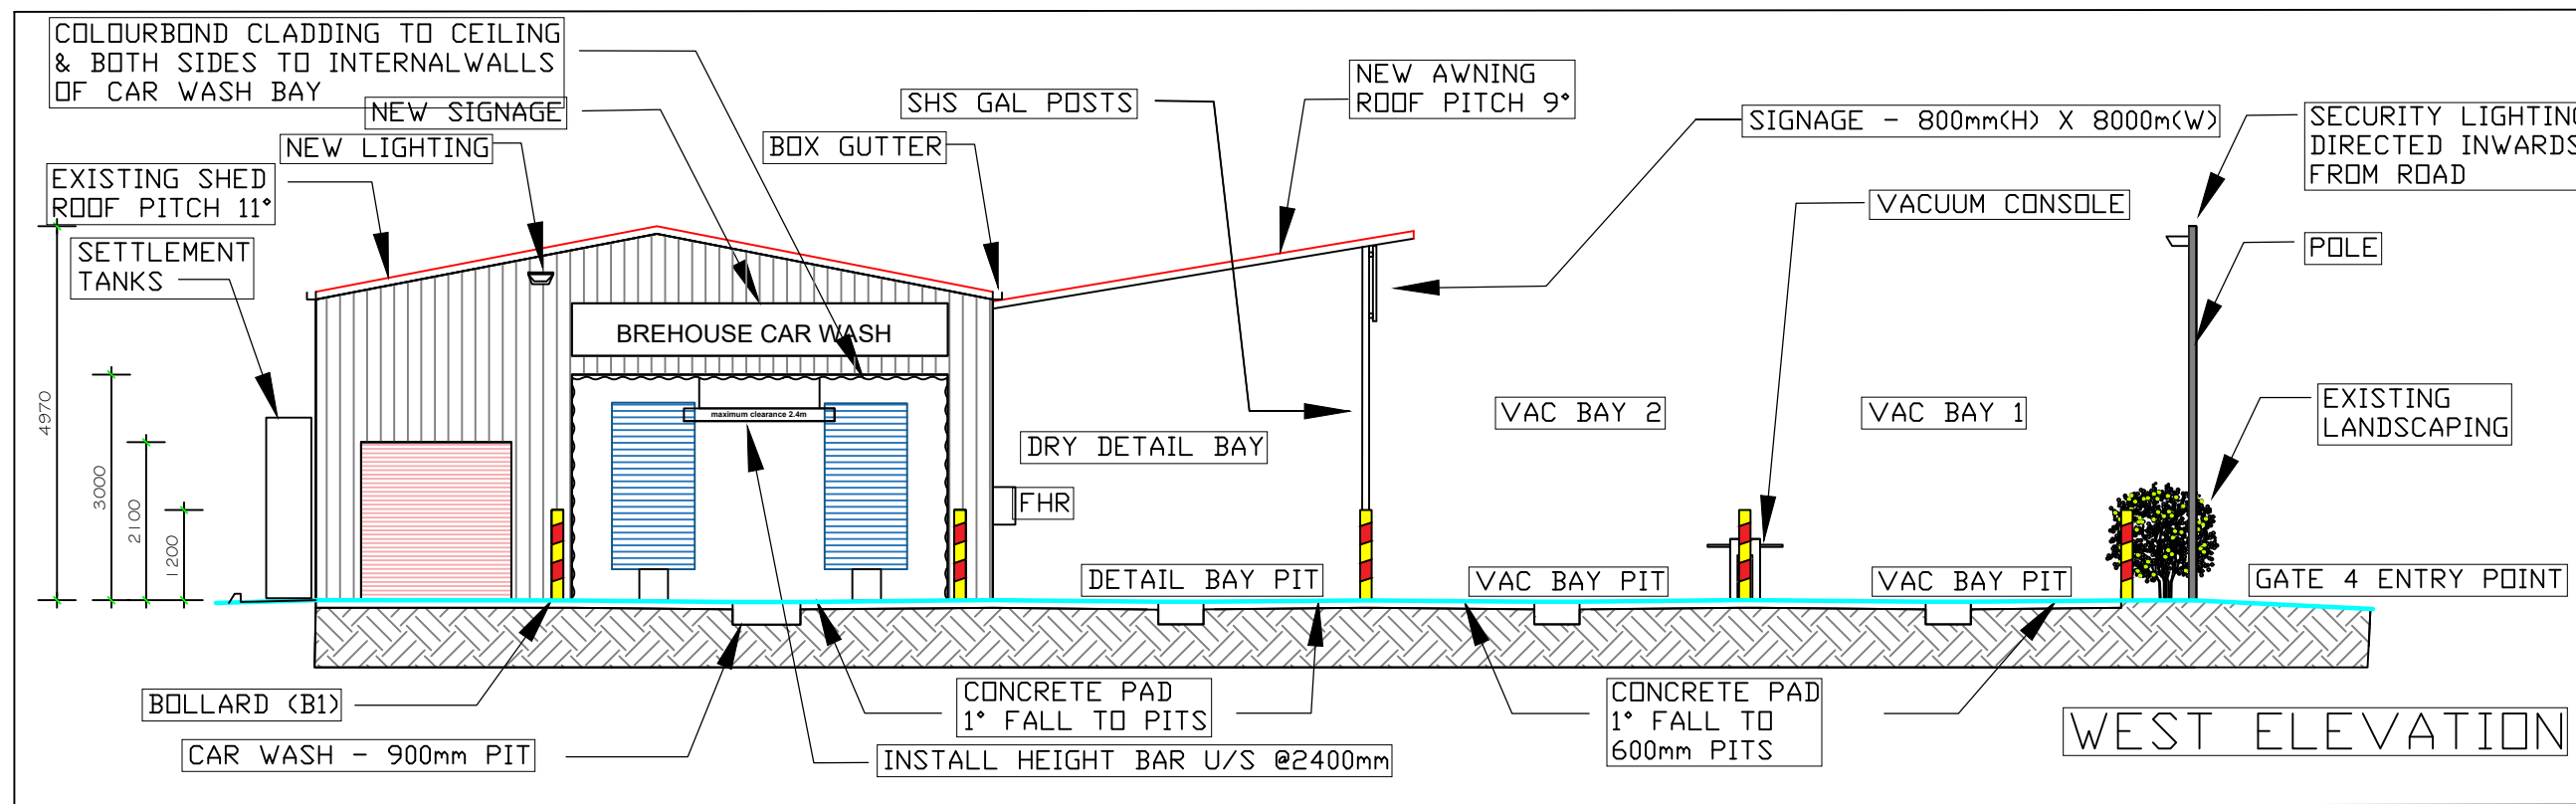 COLOURBOND CLADDING TO CEILING
& BOTH SIDES TO INTERNALWALLS
OF CAR WASH BAY
NEW SIGNAGE
NEW LIGHTING
EXISTING SHED
ROOF PITCH 11°
SETTLEMENT
TANKS
BOX GUTTER
SHS GAL POSTS
NEW AWNING
ROOF PITCH 9°
SIGNAGE - 800mm(H) X 8000m(W)
SECURITY LIGHTING
DIRECTED INWARDS
FROM ROAD
VACUUM CONSOLE
POLE
EXISTING
LANDSCAPING
4970
3000
2100
1200
BREHOUSE CAR WASH
maximum clearance 2.4m
DRY DETAIL BAY
FHR
VAC BAY 2
VAC BAY 1
DETAIL BAY PIT
VAC BAY PIT
VAC BAY PIT
GATE 4 ENTRY POINT
BOLLARD (B1)
CAR WASH - 900mm PIT
CONCRETE PAD
1° FALL TO PITS
INSTALL HEIGHT BAR U/S @2400mm
CONCRETE PAD
1° FALL TO
600mm PITS
WEST ELEVATION